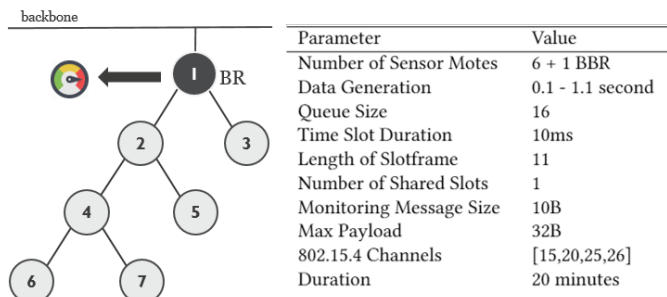 backbone
1
BR
2
3
4
5
6
7
Parameter Value
Number of Sensor Motes 6 + 1 BBR
Data Generation 0.1 - 1.1 second
Queue Size 16
Time Slot Duration 10ms
Length of Slotframe 11
Number of Shared Slots 1
Monitoring Message Size 10B
Max Payload 32B
802.15.4 Channels [15,20,25,26]
Duration 20 minutes